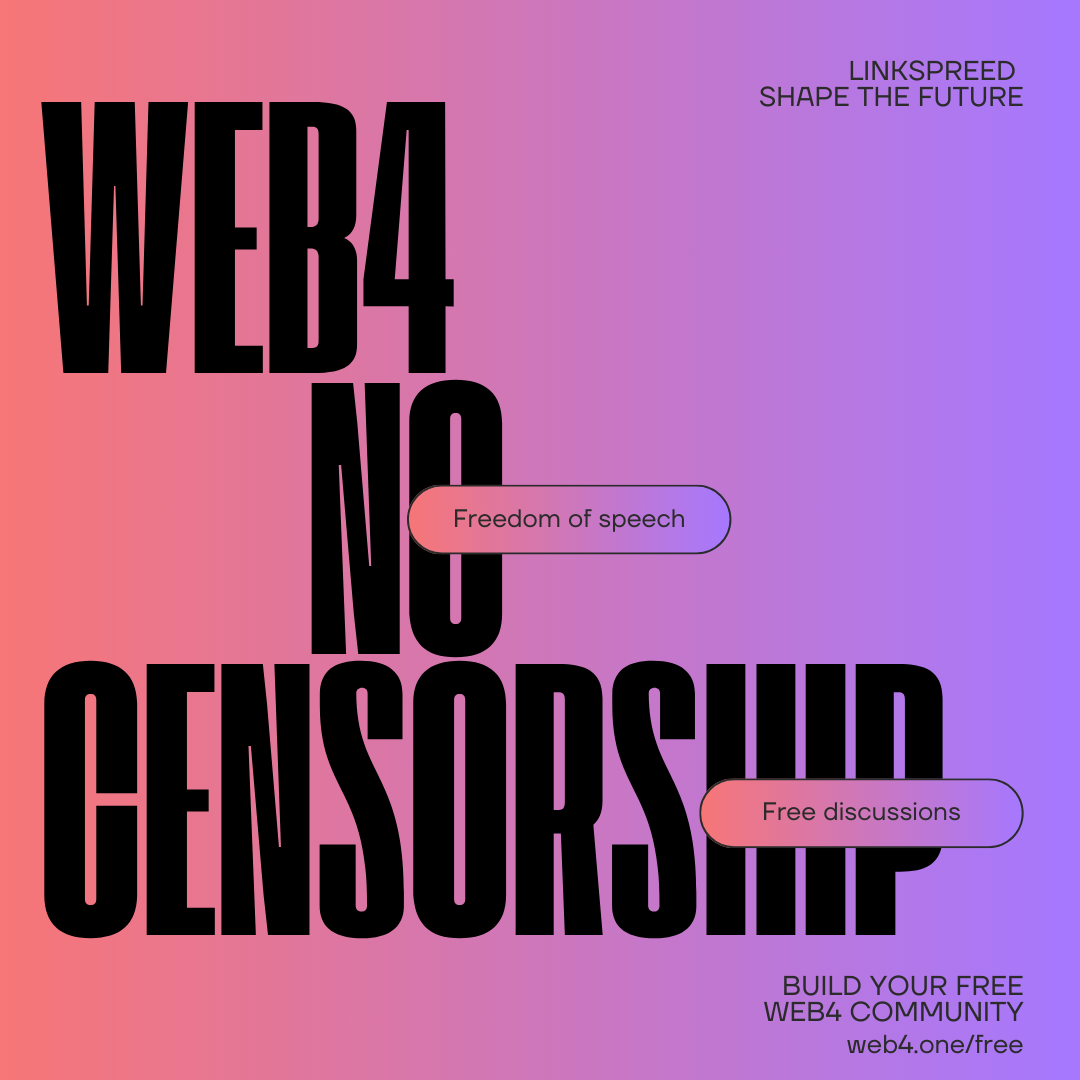 LINKSPREED
SHAPE THE FUTURE
WEB4
NO
Freedom of speech
CENSORSHIP
Free discussions
BUILD YOUR FREE
WEB4 COMMUNITY
web4.one/free